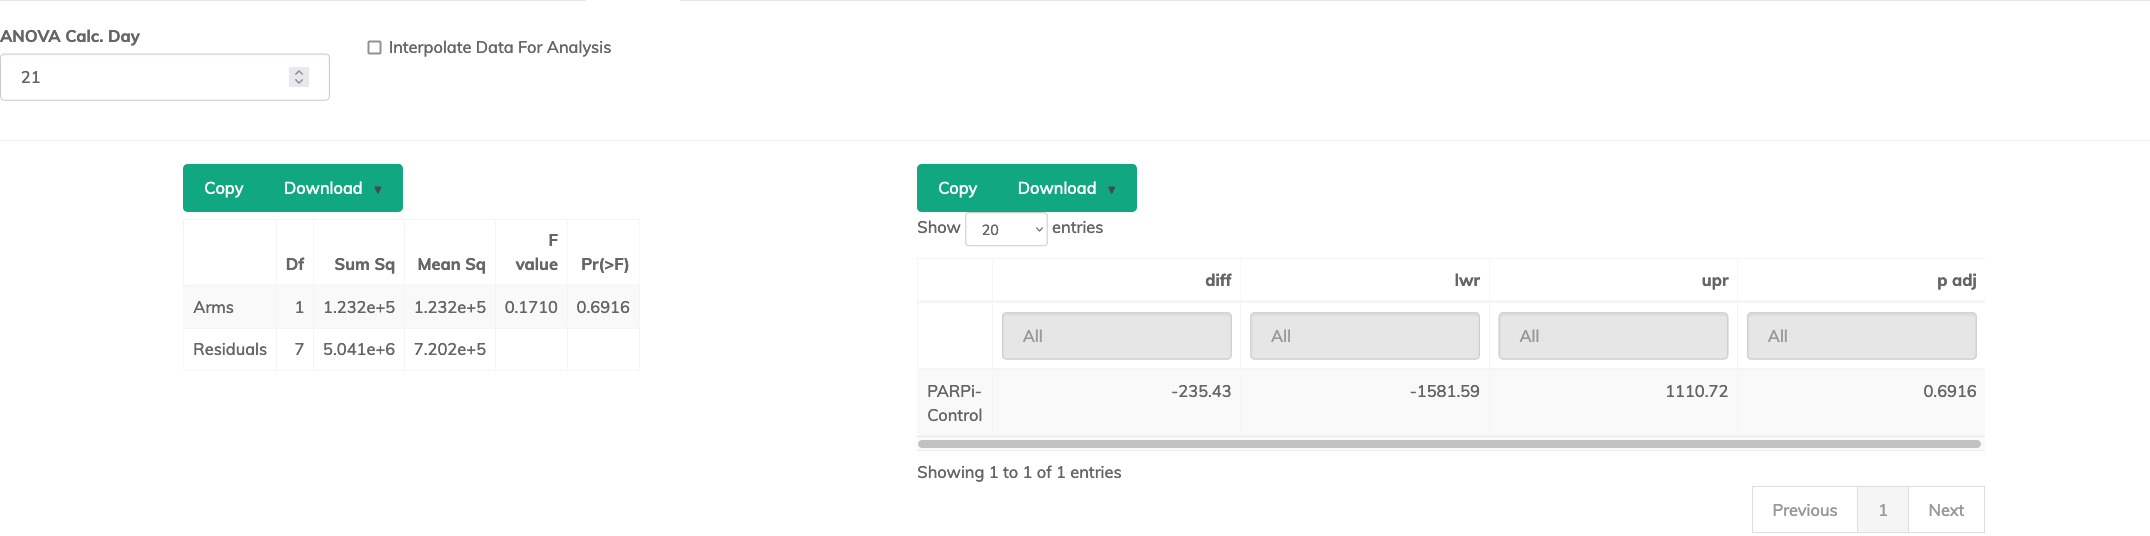 ANOVA Calc. Day
Interpolate Data For Analysis
21
Copy Download ▼
F
Df Sum Sq Mean Sq value Pr(>F)
Arms 1 1.232e+5 1.232e+5 0.1710 0.6916
Residuals 7 5.041e+6 7.202e+5
Copy Download ▼
Show 20 entries
diff lwr upr p adj
All All All All
PARPi-
Control -235.43 -1581.59 1110.72 0.6916
Showing 1 to 1 of 1 entries
Previous 1 Next